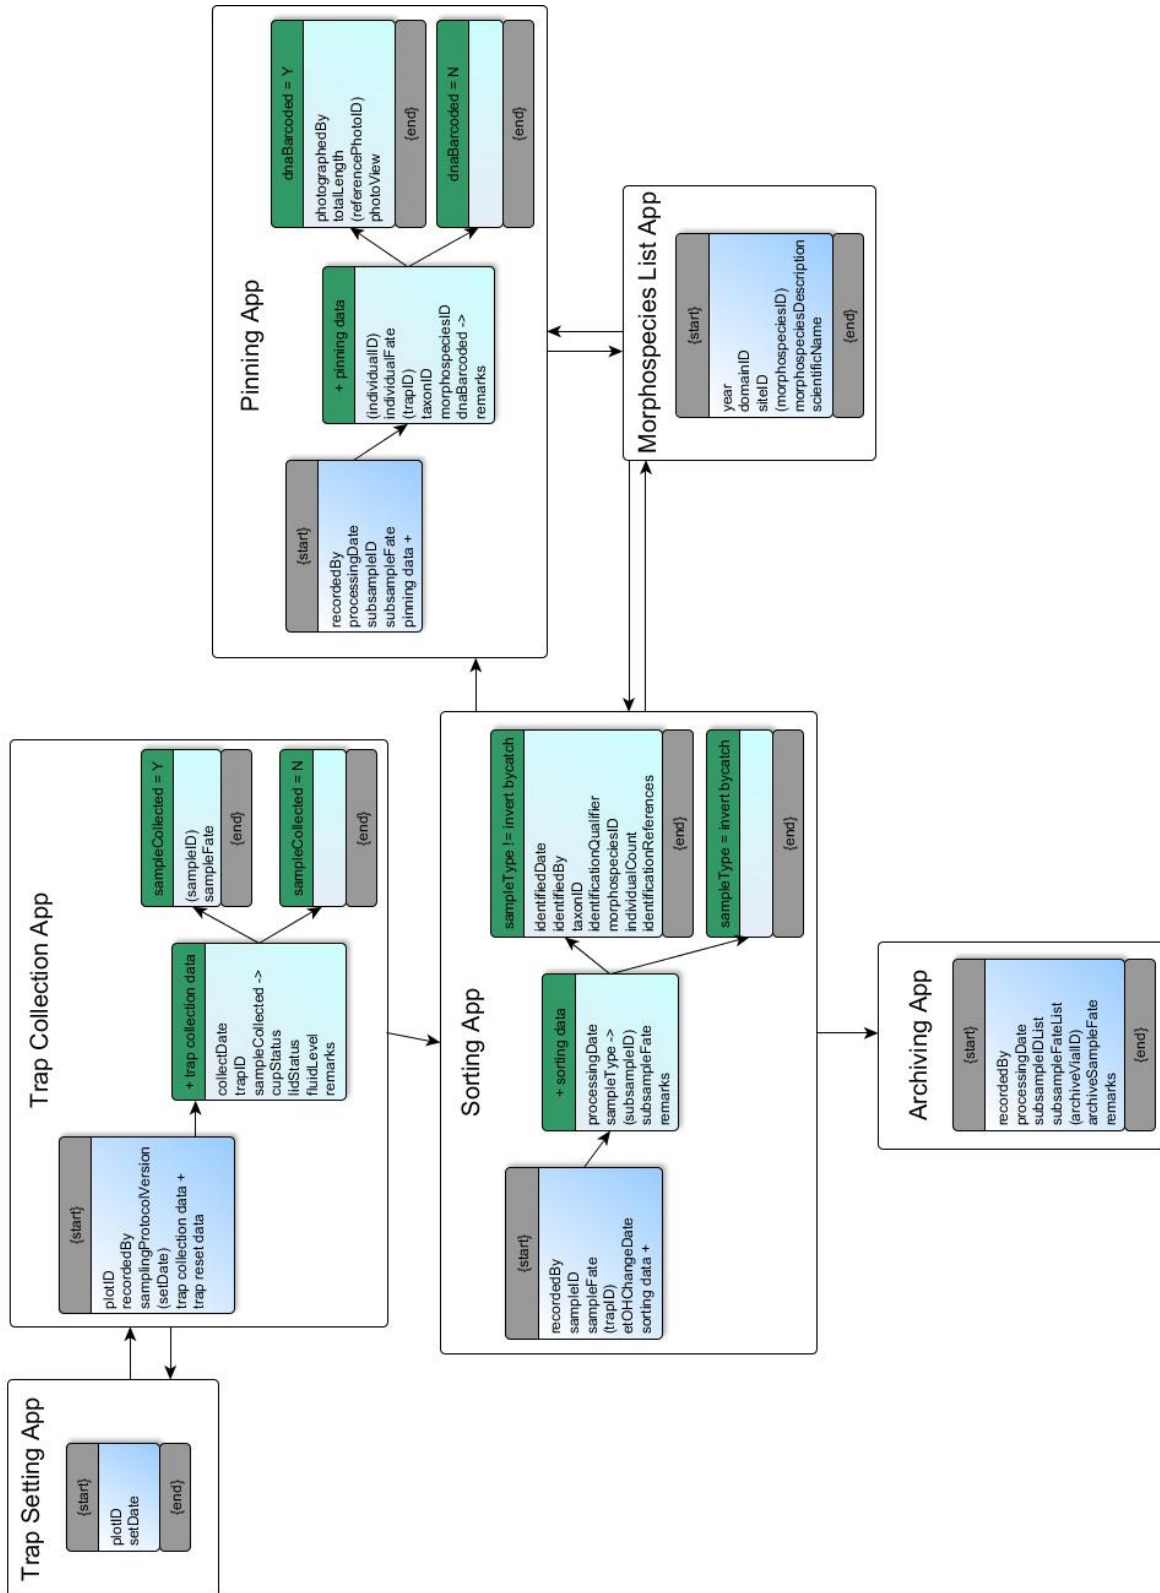 Trap Setting App
{start}
plotID
setDate
{end}
Trap Collection App
{start}
plotID
recordedBy
samplingProtocolVersion
(setDate)
trap collection data +
trap reset data
+ trap collection data
collectDate
trapID
sampleCollected ->
cupStatus
lidStatus
fluidLevel
remarks
sampleCollected = Y
(sampleID)
sampleFate
{end}
sampleCollected = N
{end}
Sorting App
{start}
recordedBy
sampleID
sampleFate
(trapID)
etOHChangeDate
sorting data +
+ sorting data
processingDate
sampleType ->
(subsampleID)
subsampleFate
remarks
sampleType != invert bycatch
identifiedDate
identifiedBy
taxonID
identificationQualifier
morphospeciesID
individualCount
identificationReferences
{end}
sampleType = invert bycatch
{end}
Pinning App
{start}
recordedBy
processingDate
subsampleID
subsampleFate
pinning data +
+ pinning data
(individualID)
individualFate
(trapID)
taxonID
morphospeciesID
dnaBarcoded ->
remarks
dnaBarcoded = Y
photographedBy
totalLength
(referencePhotoID)
photoView
{end}
dnaBarcoded = N
{end}
Morphospecies List App
{start}
year
domainID
siteID
(morphospeciesID)
morphospeciesDescription
scientificName
{end}
Archiving App
{start}
recordedBy
processingDate
subsampleIDList
subsampleFateList
(archiveVialID)
archiveSampleFate
remarks
{end}